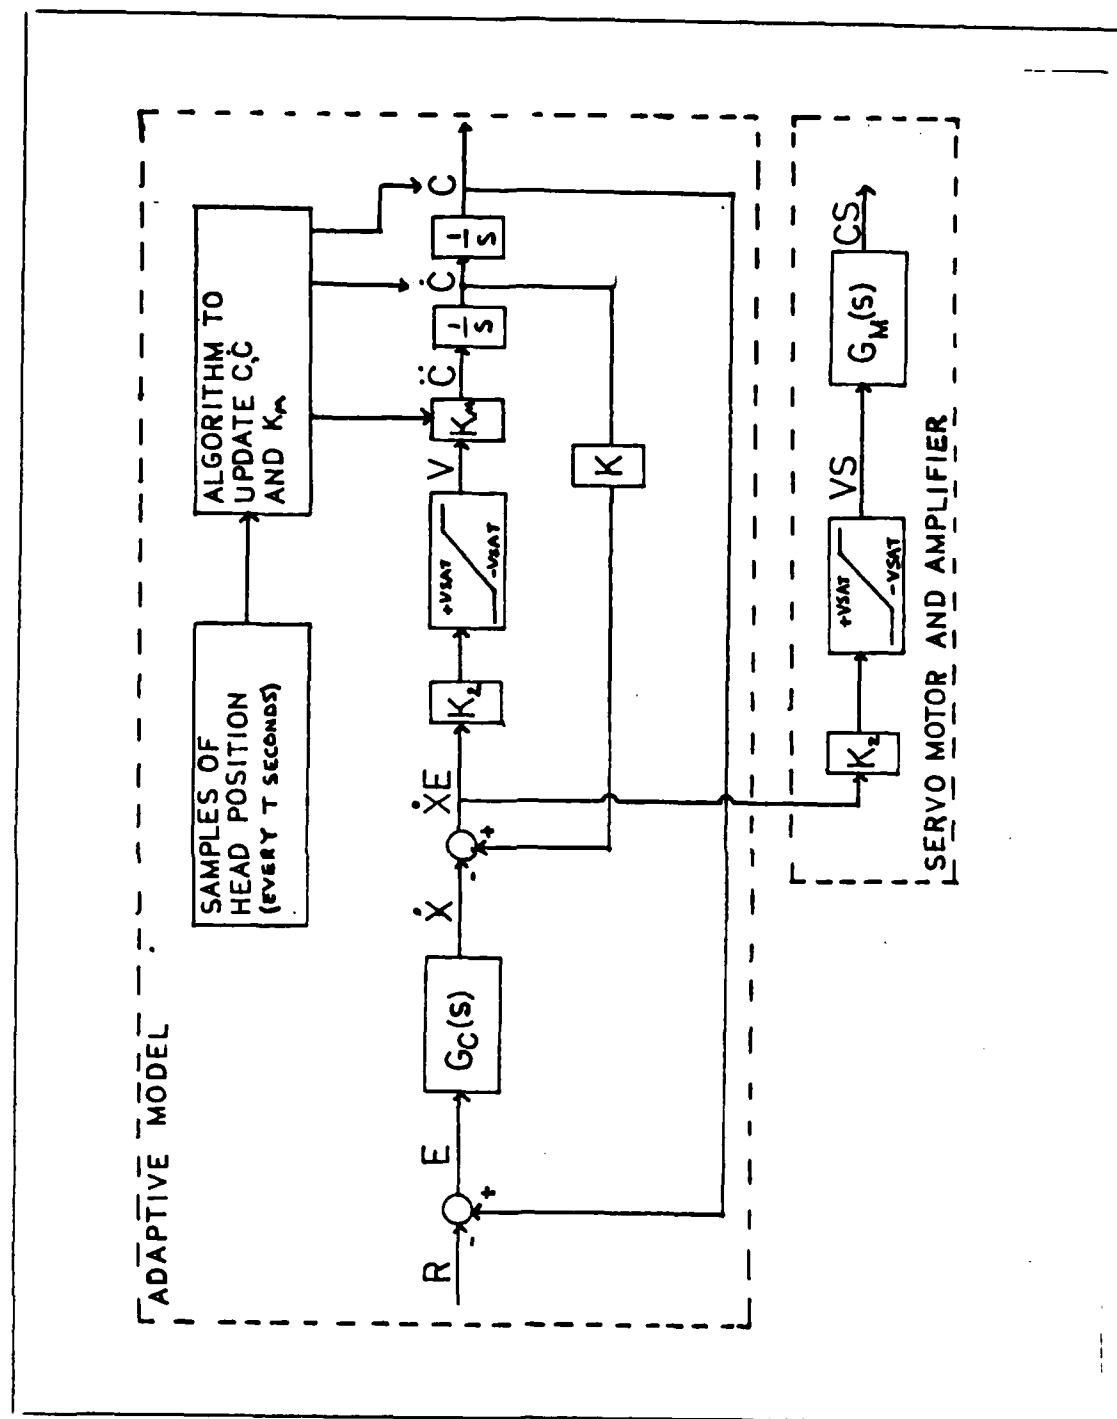 ADAPTIVE MODEL
SAMPLES OF
HEAD POSITION
(EVERY T SECONDS)
ALGORITHM TO
UPDATE C,Ċ
AND Km
R
-
+
E
Gc(s)
Ẋ
-
+
ẊE
K2
+VSAT
-VSAT
V
Km
C̈
1/s
Ċ
1/s
C
K
K2
+VSAT
-VSAT
VS
GM(s)
CS
SERVO MOTOR AND AMPLIFIER